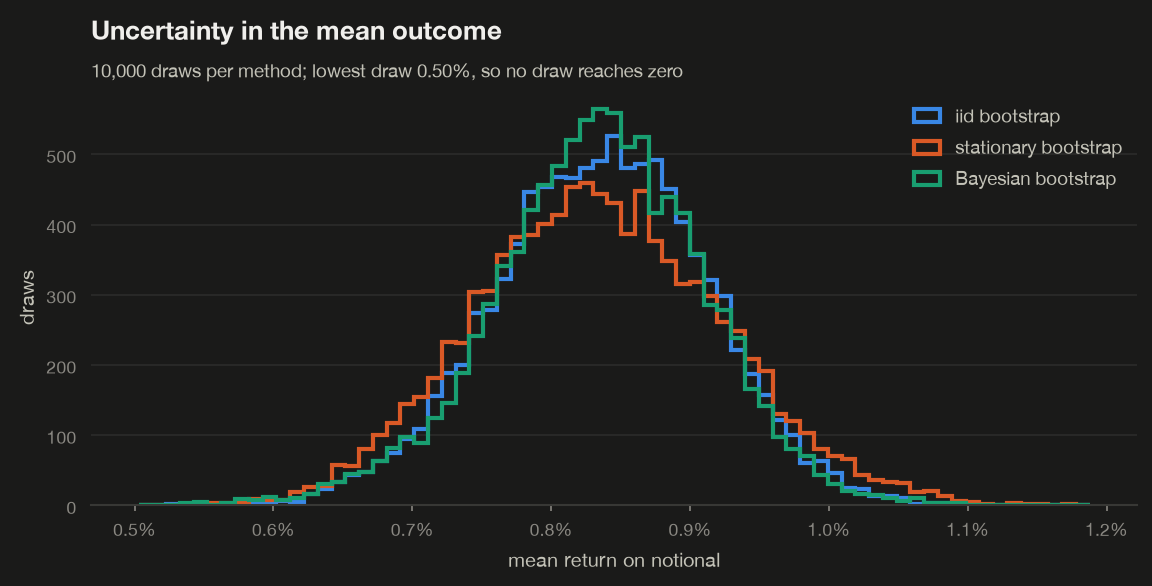 Uncertainty in the mean outcome
10,000 draws per method; lowest draw 0.50%, so no draw reaches zero
iid bootstrap
stationary bootstrap
Bayesian bootstrap
draws
500
400
300
200
100
0
0.5%
0.6%
0.7%
0.8%
0.9%
1.0%
1.1%
1.2%
mean return on notional